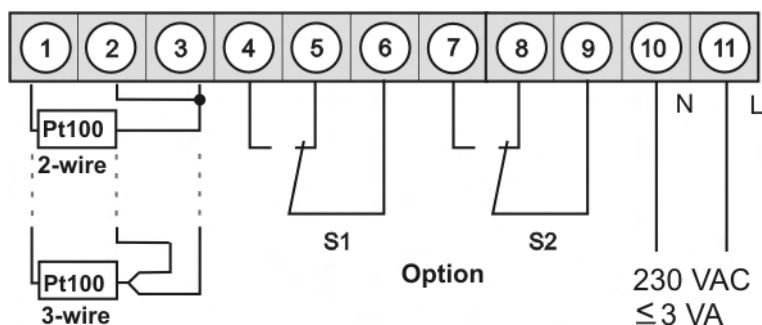 1 2 3 4 5 6 7 8 9 10 11
N L
Pt100
2-wire
S1 S2
Option
Pt100
3-wire
230 VAC
≤ 3 VA